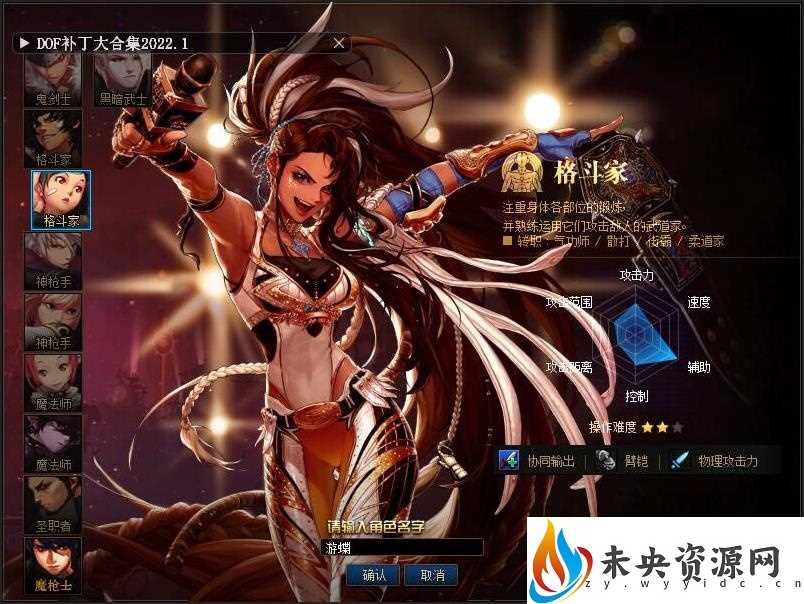 DOF补丁大合集2022.1
鬼剑士
黑暗武士
格斗家
格斗家
神枪手
神枪手
魔法师
魔法师
圣职者
魔枪士
格斗家
注重身体各部位的锻炼,
并熟练运用它们攻击敌人的武道家。
转职:气功师 / 散打 / 街霸 / 柔道家
攻击力
攻击范围
速度
攻击距离
辅助
控制
操作难度
协同输出
臂铠
物理攻击力
请输入角色名字
确认
取消
未央资源网
zy.wyyidc.cn